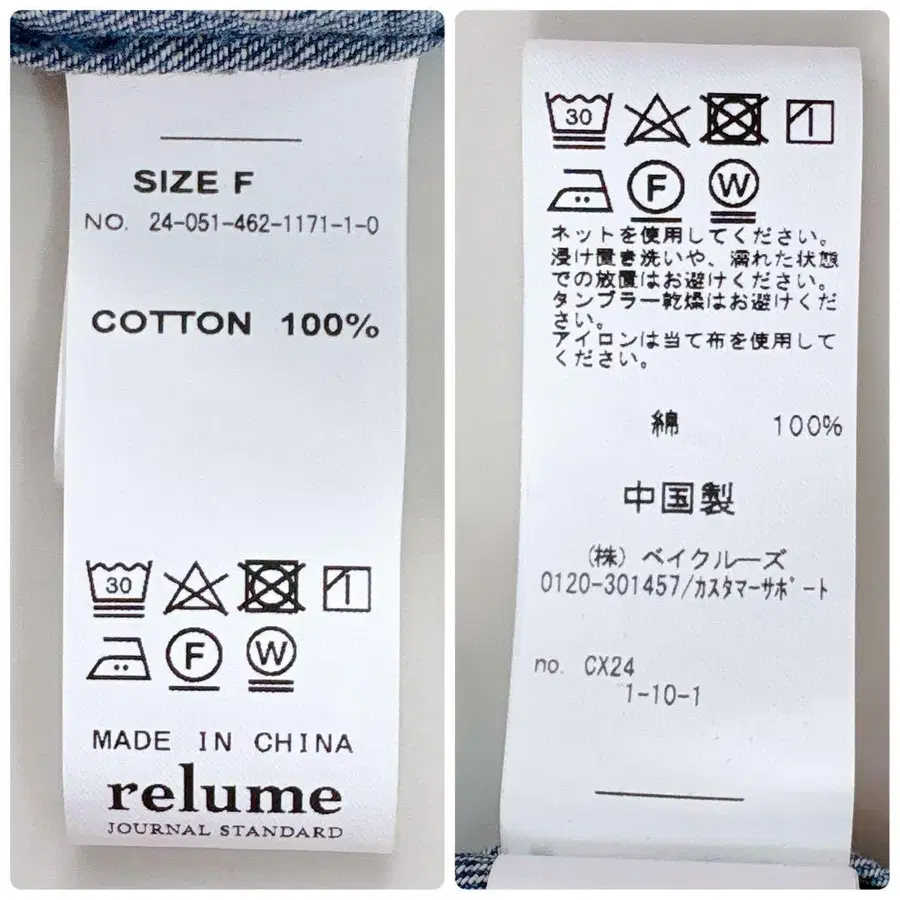 SIZE F
NO. 24-051-462-1171-1-0
COTTON 100%
30
F W
MADE IN CHINA
relume
JOURNAL STANDARD
30
F W
ネットを使用してください。
浸け置き洗いや、濡れた状態
での放置はお避けください。
タンブラー乾燥はお避けくだ
さい。
アイロンは当て布を使用して
ください。
綿 100%
中国製
(株) ベイクルーズ
0120-301457/カスタマーサポート
no. CX24
1-10-1